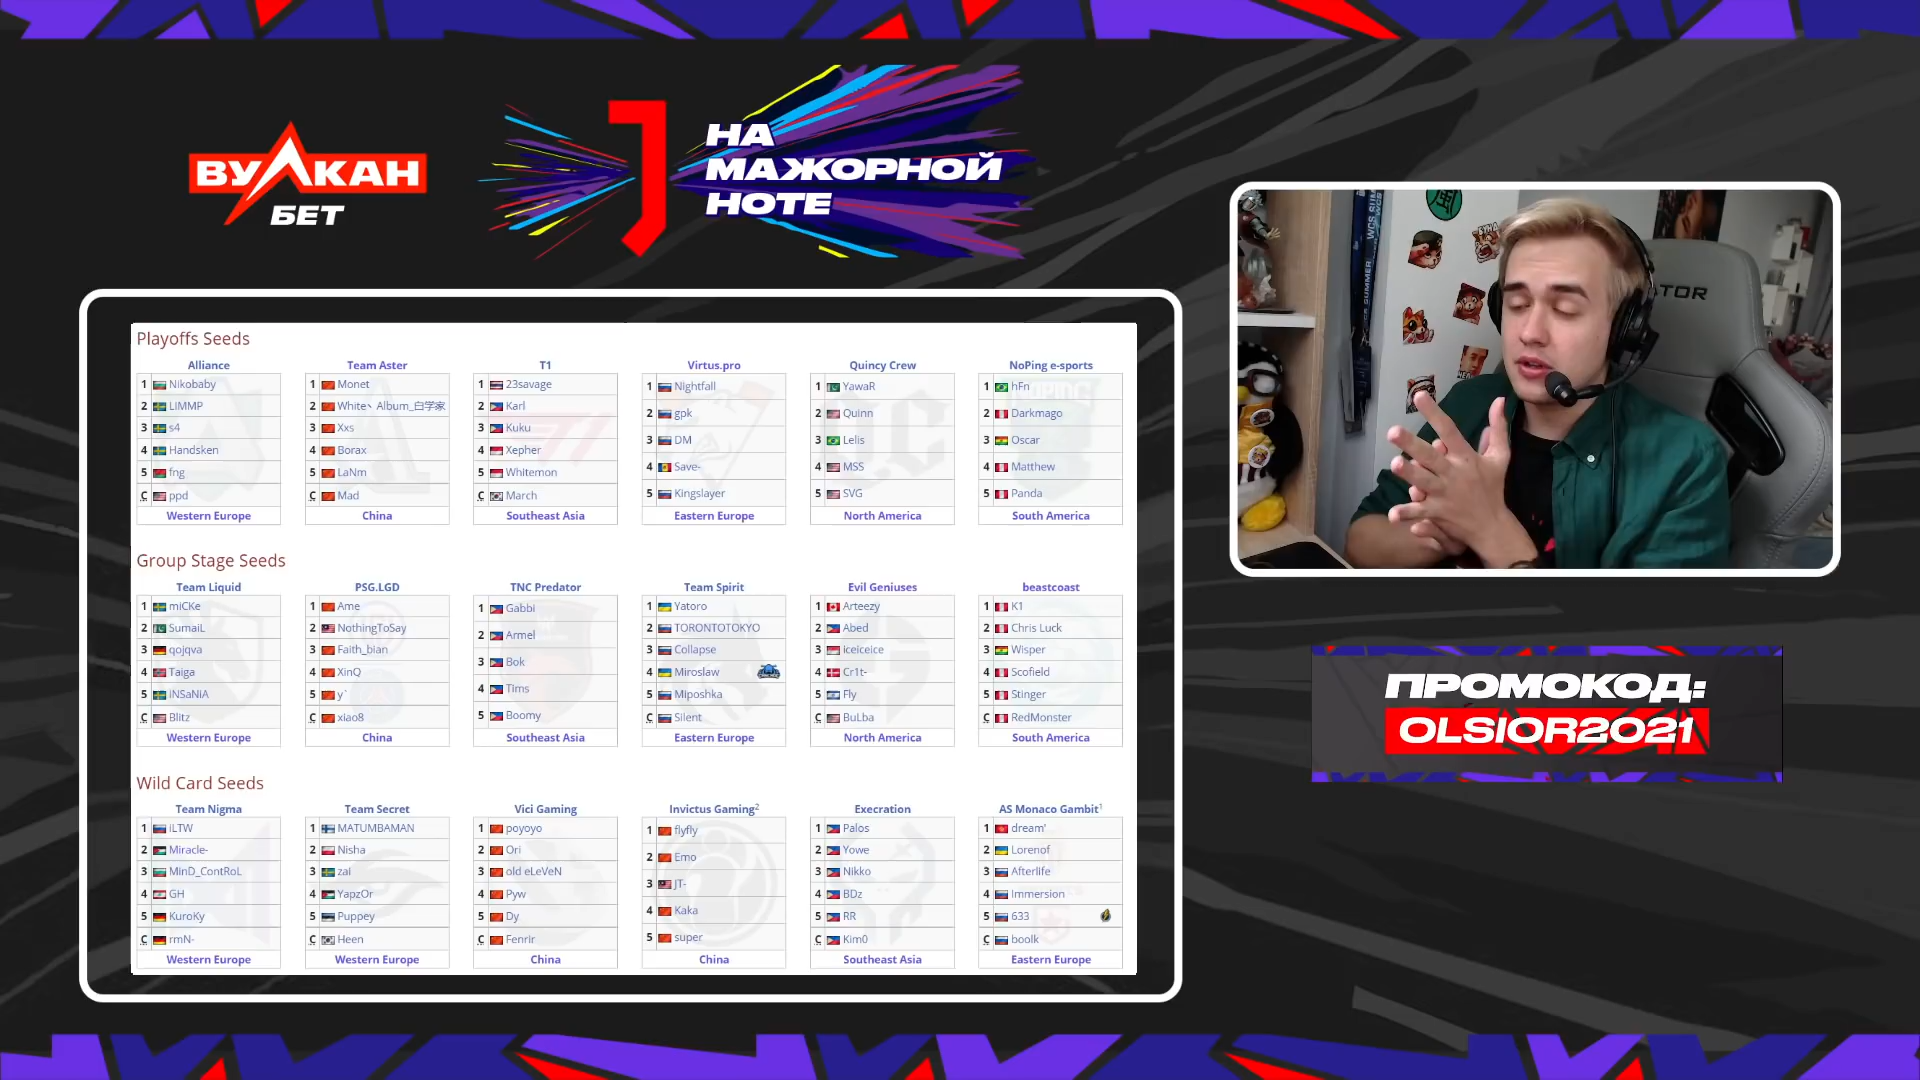 ВУЛКАН
БЕТ
НА
МАЖОРНОЙ
НОТЕ
Playoffs Seeds
Alliance
1 Nikobaby
2 LIMMP
3 s4
4 Handsken
5 fng
C ppd
Western Europe
Team Aster
1 Monet
2 White丶Album_白学家
3 Xxs
4 Borax
5 LaNm
C Mad
China
T1
1 23savage
2 Karl
3 Kuku
4 Xepher
5 Whitemon
C March
Southeast Asia
Virtus.pro
1 Nightfall
2 gpk
3 DM
4 Save-
5 Kingslayer
Eastern Europe
Quincy Crew
1 YawaR
2 Quinn
3 Lelis
4 MSS
5 SVG
North America
NoPing e-sports
1 hFn
2 Darkmago
3 Oscar
4 Matthew
5 Panda
South America
Group Stage Seeds
Team Liquid
1 miCKe
2 SumaiL
3 qojqva
4 Taiga
5 iNSaNiA
C Blitz
Western Europe
PSG.LGD
1 Ame
2 NothingToSay
3 Faith_bian
4 XinQ
5 y`
C xiao8
China
TNC Predator
1 Gabbi
2 Armel
3 Bok
4 Tims
5 Boomy
Southeast Asia
Team Spirit
1 Yatoro
2 TORONTOTOKYO
3 Collapse
4 Miroslaw
5 Miposhka
C Silent
Eastern Europe
Evil Geniuses
1 Arteezy
2 Abed
3 iceiceice
4 Cr1t-
5 Fly
C BuLba
North America
beastcoast
1 K1
2 Chris Luck
3 Wisper
4 Scofield
5 Stinger
C RedMonster
South America
Wild Card Seeds
Team Nigma
1 iLTW
2 Miracle-
3 MinD_ContRoL
4 GH
5 KuroKy
C rmN-
Western Europe
Team Secret
1 MATUMBAMAN
2 Nisha
3 zai
4 YapzOr
5 Puppey
C Heen
Western Europe
Vici Gaming
1 poyoyo
2 Ori
3 old eLeVeN
4 Pyw
5 Dy
C Fenrir
China
Invictus Gaming2
1 flyfly
2 Emo
3 JT-
4 Kaka
5 super
China
Execration
1 Palos
2 Yowe
3 Nikko
4 BDz
5 RR
C Kim0
Southeast Asia
AS Monaco Gambit1
1 dream'
2 Lorenof
3 Afterlife
4 Immersion
5 633
C boolk
Eastern Europe
ПРОМОКОД:
OLSIOR2021